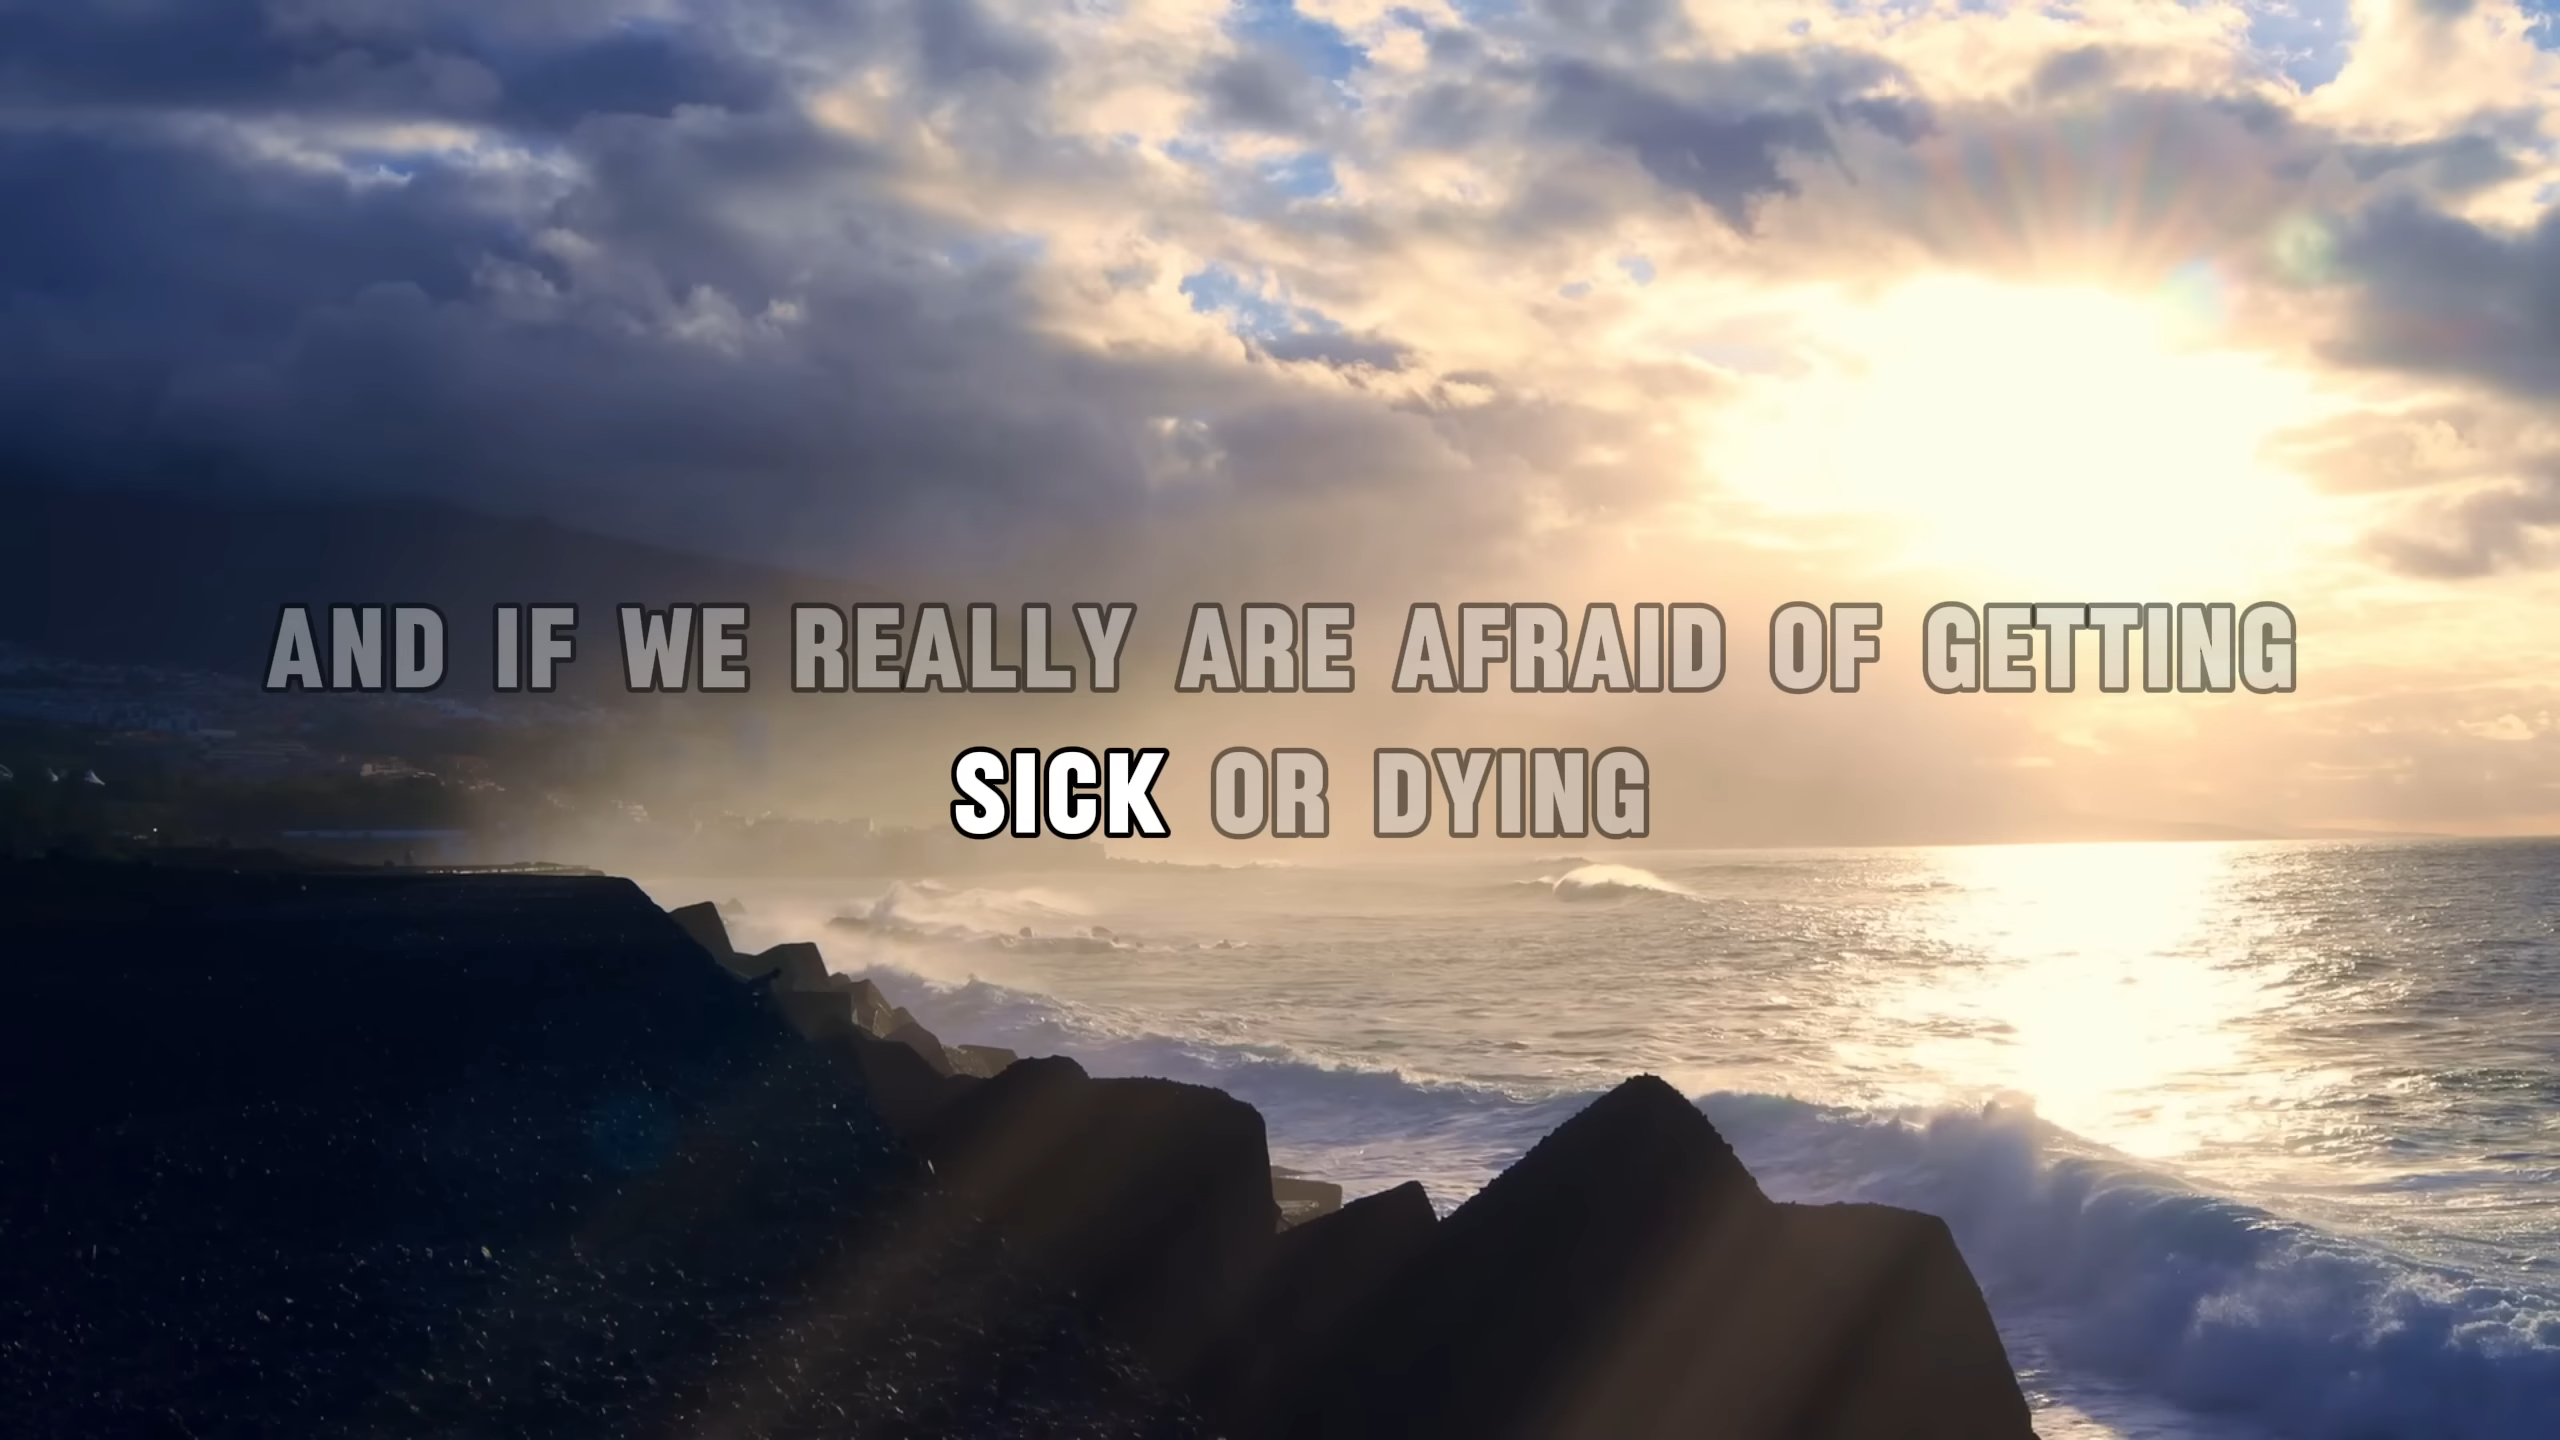 AND IF WE REALLY ARE AFRAID OF GETTING
SICK OR DYING